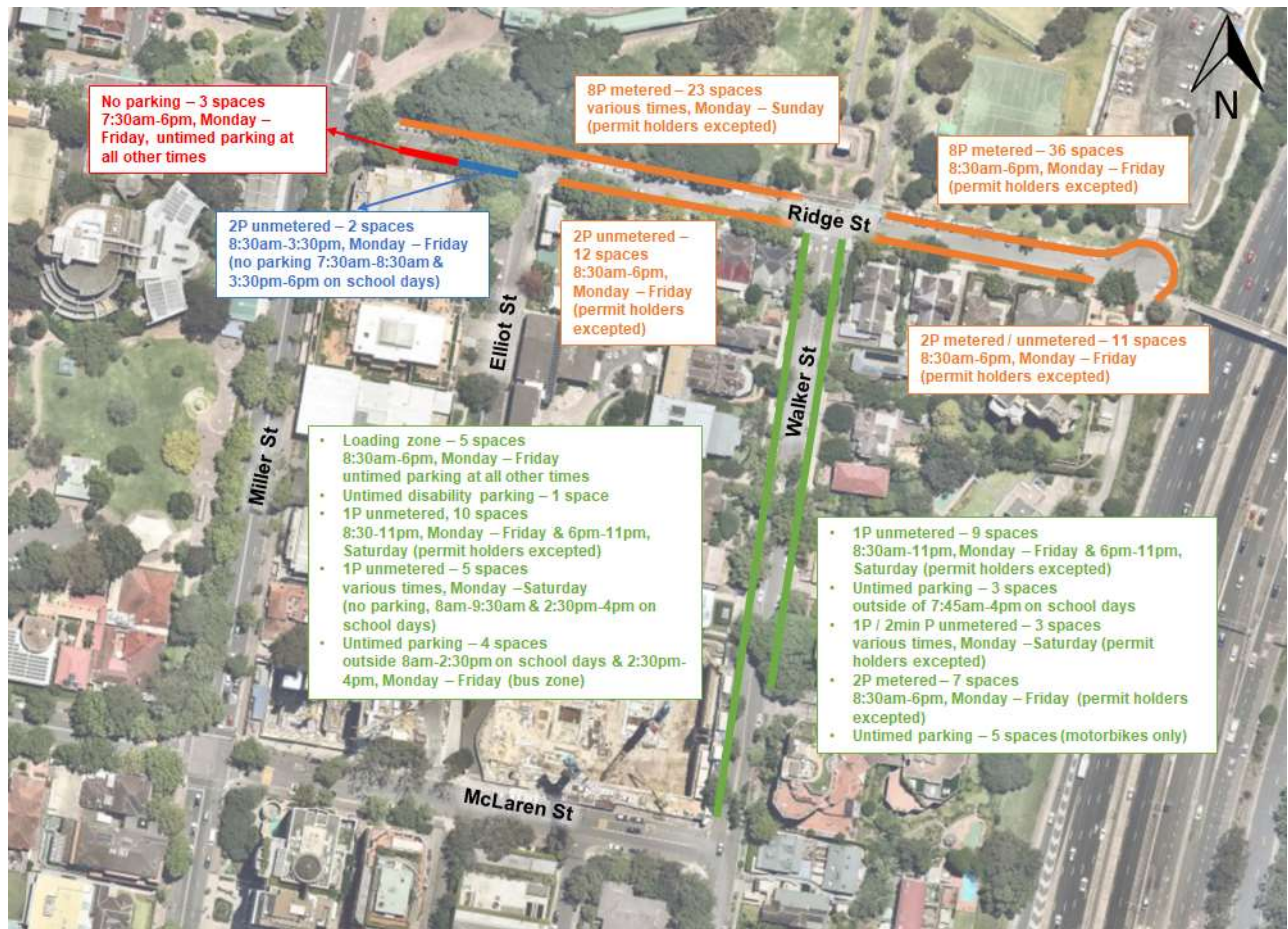 No parking – 3 spaces
7:30am-6pm, Monday –
Friday, untimed parking at
all other times
8P metered – 23 spaces
various times, Monday – Sunday
(permit holders excepted)
N
8P metered – 36 spaces
8:30am-6pm, Monday – Friday
(permit holders excepted)
2P unmetered – 2 spaces
8:30am-3:30pm, Monday – Friday
(no parking 7:30am-8:30am &
3:30pm-6pm on school days)
2P unmetered –
12 spaces
8:30am-6pm,
Monday – Friday
(permit holders
excepted)
Ridge St
2P metered / unmetered – 11 spaces
8:30am-6pm, Monday – Friday
(permit holders excepted)
Elliot St
Walker St
Miller St
• Loading zone – 5 spaces
8:30am-6pm, Monday – Friday
untimed parking at all other times
• Untimed disability parking – 1 space
• 1P unmetered, 10 spaces
8:30-11pm, Monday – Friday & 6pm-11pm,
Saturday (permit holders excepted)
• 1P unmetered – 5 spaces
various times, Monday –Saturday
(no parking, 8am-9:30am & 2:30pm-4pm on
school days)
• Untimed parking – 4 spaces
outside 8am-2:30pm on school days & 2:30pm-
4pm, Monday – Friday (bus zone)
• 1P unmetered – 9 spaces
8:30am-11pm, Monday – Friday & 6pm-11pm,
Saturday (permit holders excepted)
• Untimed parking – 3 spaces
outside of 7:45am-4pm on school days
• 1P / 2min P unmetered – 3 spaces
various times, Monday –Saturday (permit
holders excepted)
• 2P metered – 7 spaces
8:30am-6pm, Monday – Friday (permit holders
excepted)
• Untimed parking – 5 spaces (motorbikes only)
McLaren St